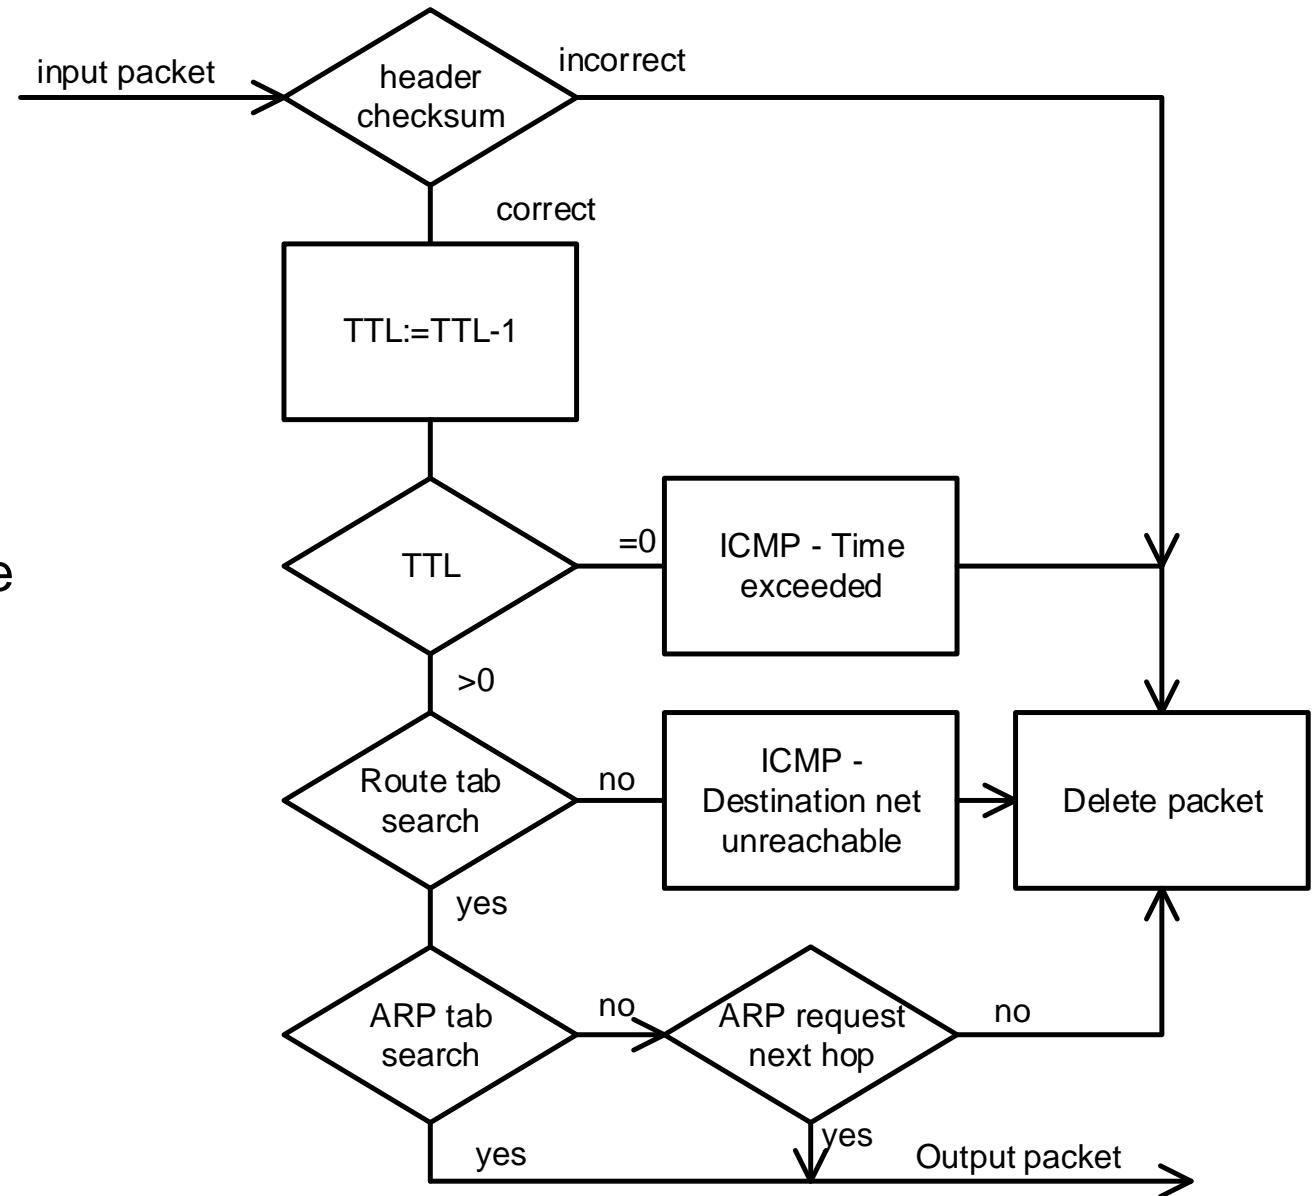 input packet
header
checksum
incorrect
correct
TTL:=TTL-1
TTL
=0
ICMP - Time
exceeded
e
>0
Route tab
search
no
ICMP -
Destination net
unreachable
Delete packet
yes
ARP tab
search
no
ARP request
next hop
no
yes
yes
Output packet